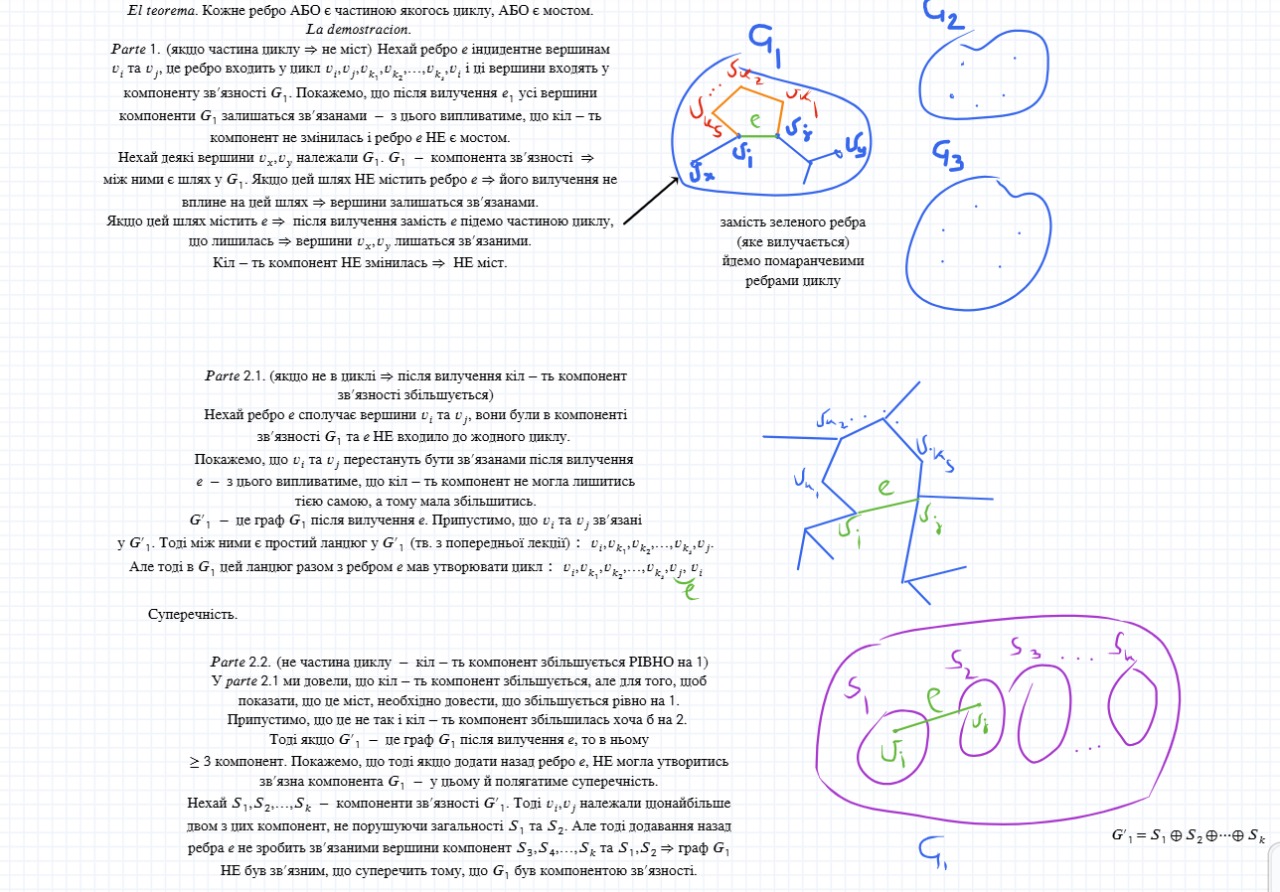 El teorema. Кожне ребро АБО є частиною якогось циклу, АБО є мостом.
La demostracion.
Parte 1. (якщо частина циклу ⇒ не міст) Нехай ребро e інцидентне вершинам
v_i та v_j, це ребро входить у цикл v_i,v_j,v_{k_1},v_{k_2},…,v_{k_s},v_i і ці вершини входять у
компоненту зв'язності G_1. Покажемо, що після вилучення e_1 усі вершини
компоненти G_1 залишаться зв'язанами − з цього випливатиме, що кіл − ть
компонент не змінилась і ребро e НЕ є мостом.
Нехай деякі вершини v_x,v_y належали G_1. G_1 − компонента зв'язності ⇒
між ними є шлях у G_1. Якщо цей шлях НЕ містить ребро e ⇒ його вилучення не
вплине на цей шлях ⇒ вершини залишаться зв'язанами.
Якщо цей шлях містить e ⇒ після вилучення замість e підемо частиною циклу,
що лишилась ⇒ вершини v_x,v_y лишаться зв'язаними.
Кіл − ть компонент НЕ змінилась ⇒ НЕ міст.
G_1
v_{k_2}
...
v_{k_1}
v_{k_s}
e
v_i
v_j
v_x
v_y
замість зеленого ребра
(яке вилучається)
йдемо помаранчевими
ребрами циклу
G_2
G_3
Parte 2.1. (якщо не в циклі ⇒ після вилучення кіл − ть компонент
зв'язності збільшується)
Нехай ребро e сполучає вершини v_i та v_j, вони були в компоненті
зв'язності G_1 та e НЕ входило до жодного циклу.
Покажемо, що v_i та v_j перестануть бути зв'язанами після вилучення
e − з цього випливатиме, що кіл − ть компонент не могла лишитись
тією самою, а тому мала збільшитись.
G'_1 − це граф G_1 після вилучення e. Припустимо, що v_i та v_j зв'язані
у G'_1. Тоді між ними є простий ланцюг у G'_1 (тв. з попередньої лекції) : v_i,v_{k_1},v_{k_2},…,v_{k_s},v_j.
Але тоді в G_1 цей ланцюг разом з ребром e мав утворювати цикл : v_i,v_{k_1},v_{k_2},…,v_{k_s},v_j, v_i
e
Суперечність.
v_{k_2}
...
v_{k_s}
v_{k_1}
e
v_i
v_j
Parte 2.2. (не частина циклу − кіл − ть компонент збільшується РІВНО на 1)
У parte 2.1 ми довели, що кіл − ть компонент збільшується, але для того, щоб
показати, що це міст, необхідно довести, що збільшується рівно на 1.
Припустимо, що це не так і кіл − ть компонент збільшилась хоча б на 2.
Тоді якщо G'_1 − це граф G_1 після вилучення e, то в ньому
≥ 3 компонент. Покажемо, що тоді якщо додати назад ребро e, НЕ могла утворитись
зв'язна компонента G_1 − у цьому й полягатиме суперечність.
Нехай S_1,S_2,…,S_k − компоненти зв'язності G'_1. Тоді v_i,v_j належали щонайбільше
двом з цих компонент, не порушуючи загальності S_1 та S_2. Але тоді додавання назад
ребра e не зробить зв'язаними вершини компонент S_3,S_4,…,S_k та S_1,S_2 ⇒ граф G_1
НЕ був зв'язним, що суперечить тому, що G_1 був компонентою зв'язності.
S_1
S_2
S_3
...
S_k
e
v_i
v_j
...
G_1
G'_1 = S_1 ⊕ S_2 ⊕ ⋯ ⊕ S_k